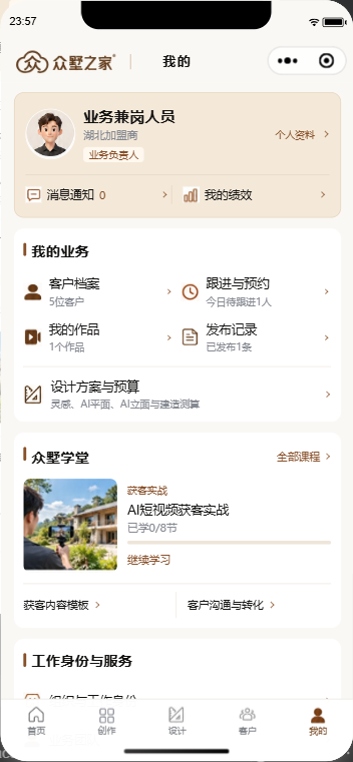 23:57
众墅之家
我的
业务兼岗人员
湖北加盟商
个人资料
业务负责人
消息通知 0
我的绩效
我的业务
客户档案
5位客户
跟进与预约
今日待跟进1人
我的作品
1个作品
发布记录
已发布1条
设计方案与预算
灵感、AI平面、AI立面与建造测算
众墅学堂
全部课程
获客实战
AI短视频获客实战
已学0/8节
继续学习
获客内容模板
客户沟通与转化
工作身份与服务
首页
创作
设计
客户
我的